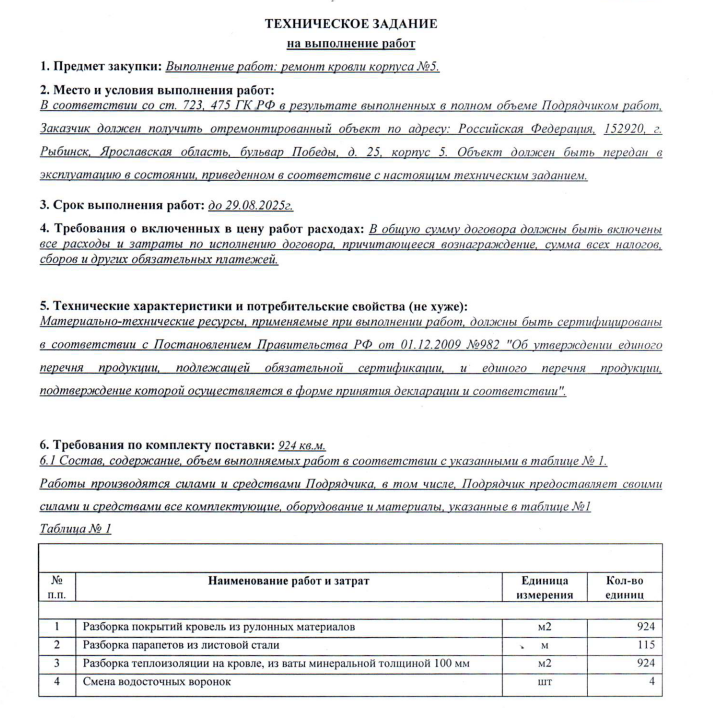 ТЕХНИЧЕСКОЕ ЗАДАНИЕ
на выполнение работ
1. Предмет закупки: Выполнение работ: ремонт кровли корпуса №5.
2. Место и условия выполнения работ:
В соответствии со ст. 723, 475 ГК РФ в результате выполненных в полном объеме Подрядчиком работ,
Заказчик должен получить отремонтированный объект по адресу: Российская Федерация, 152920, г.
Рыбинск, Ярославская область, бульвар Победы, д. 25, корпус 5. Объект должен быть передан в
эксплуатацию в состоянии, приведенном в соответствие с настоящим техническим заданием.
3. Срок выполнения работ: до 29.08.2025г.
4. Требования о включенных в цену работ расходах: В общую сумму договора должны быть включены
все расходы и затраты по исполнению договора, причитающееся вознаграждение, сумма всех налогов,
сборов и других обязательных платежей.
5. Технические характеристики и потребительские свойства (не хуже):
Материально-технические ресурсы, применяемые при выполнении работ, должны быть сертифицированы
в соответствии с Постановлением Правительства РФ от 01.12.2009 №982 "Об утверждении единого
перечня продукции, подлежащей обязательной сертификации, и единого перечня продукции,
подтверждение которой осуществляется в форме принятия декларации и соответствии".
6. Требования по комплекту поставки: 924 кв.м.
6.1 Состав, содержание, объем выполняемых работ в соответствии с указанными в таблице № 1.
Работы производятся силами и средствами Подрядчика, в том числе, Подрядчик предоставляет своими
силами и средствами все комплектующие, оборудование и материалы, указанные в таблице №1
Таблица № 1
№ п.п. Наименование работ и затрат Единица измерения Кол-во единиц
1 Разборка покрытий кровель из рулонных материалов м2 924
2 Разборка парапетов из листовой стали м 115
3 Разборка теплоизоляции на кровле, из ваты минеральной толщиной 100 мм м2 924
4 Смена водосточных воронок шт 4